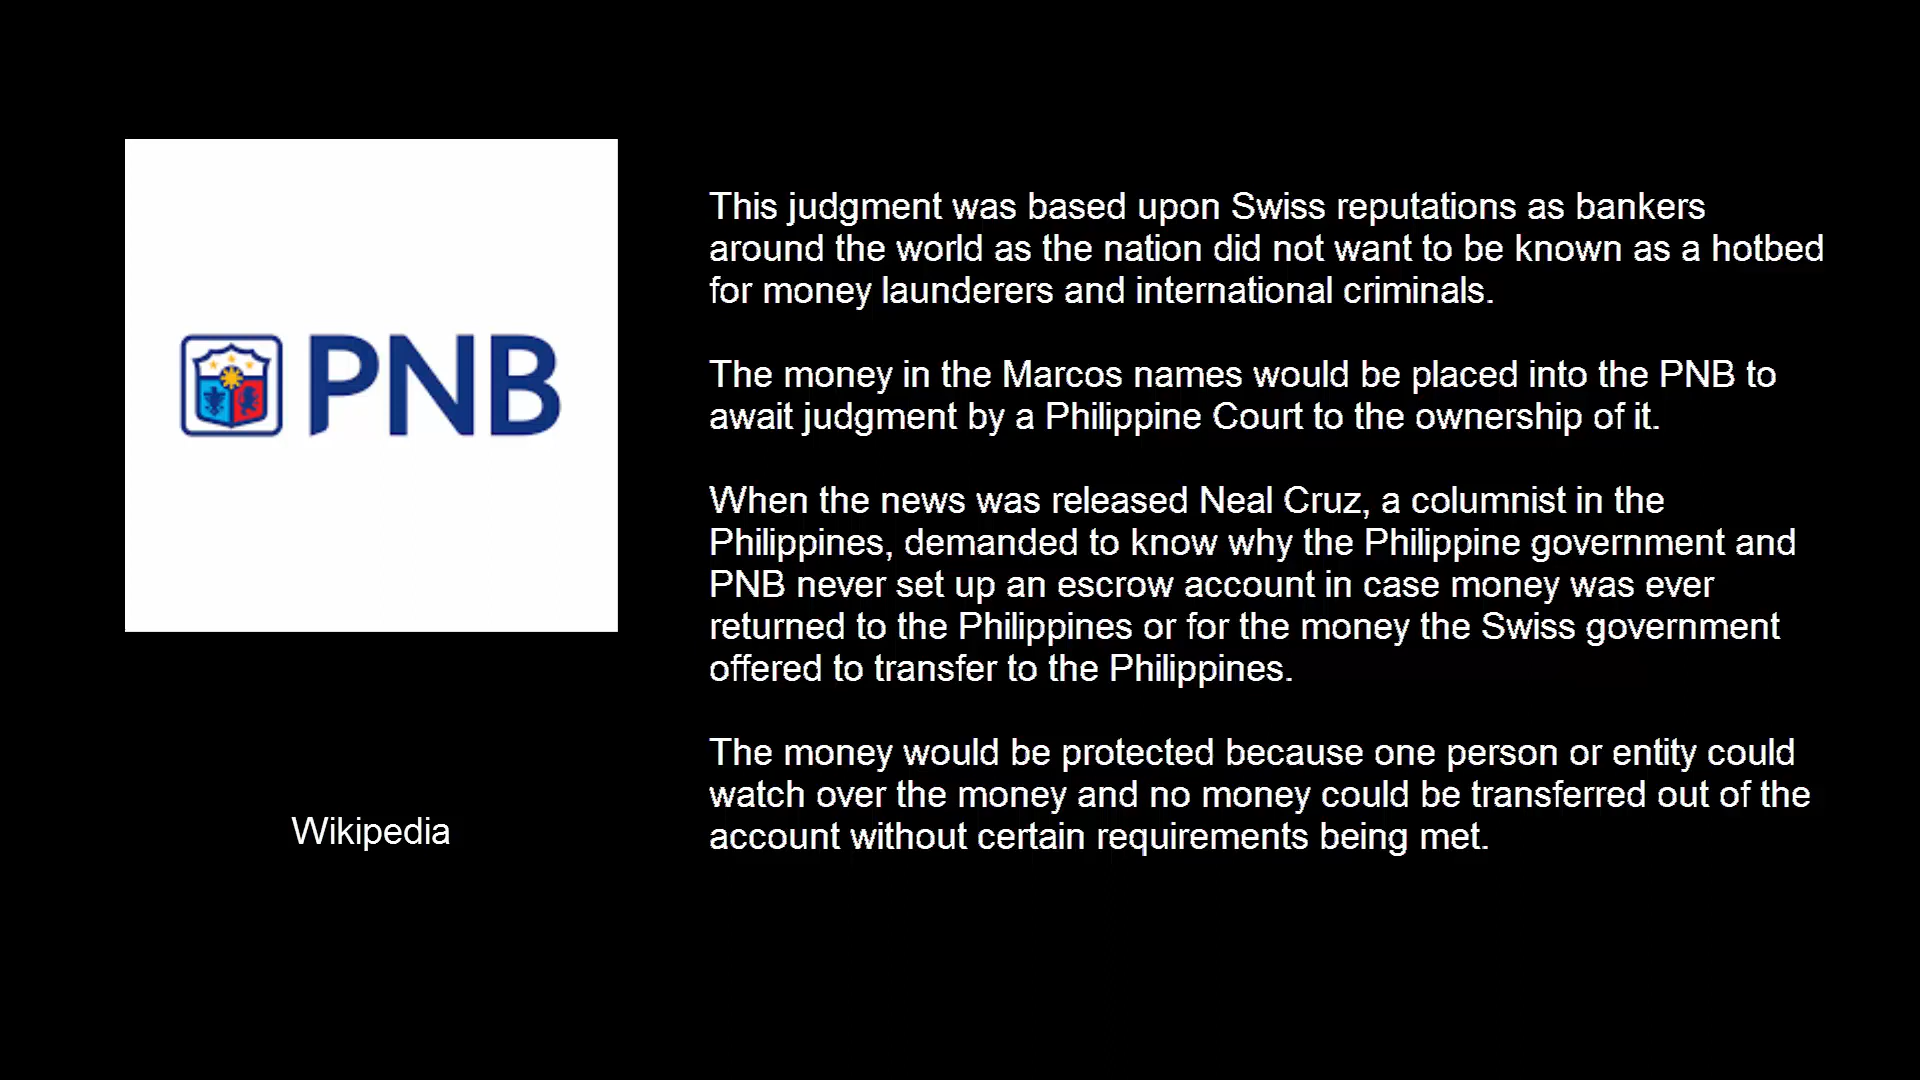 PNB
This judgment was based upon Swiss reputations as bankers
around the world as the nation did not want to be known as a hotbed
for money launderers and international criminals.
The money in the Marcos names would be placed into the PNB to
await judgment by a Philippine Court to the ownership of it.
When the news was released Neal Cruz, a columnist in the
Philippines, demanded to know why the Philippine government and
PNB never set up an escrow account in case money was ever
returned to the Philippines or for the money the Swiss government
offered to transfer to the Philippines.
The money would be protected because one person or entity could
watch over the money and no money could be transferred out of the
account without certain requirements being met.
Wikipedia